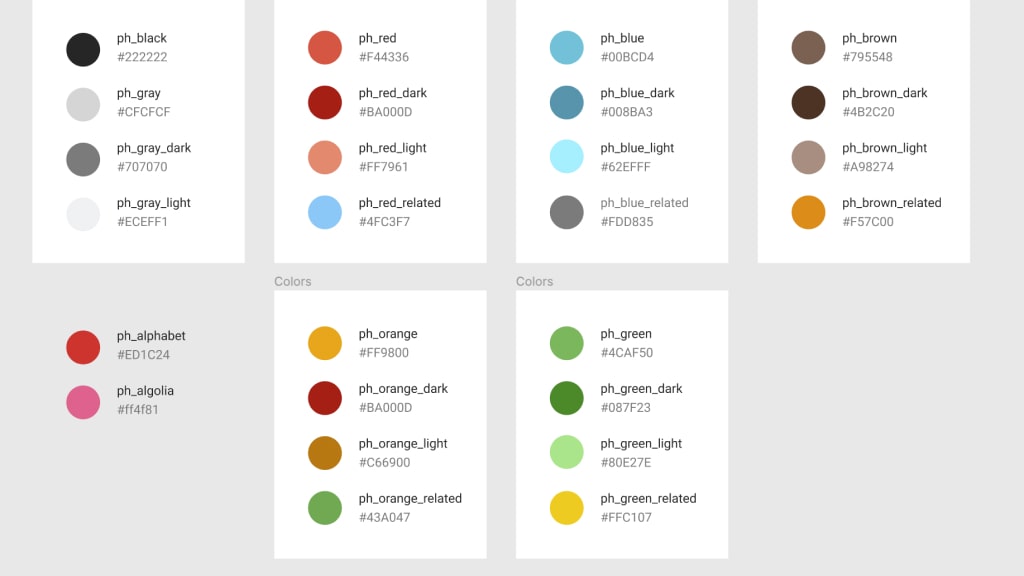 ph_black
#222222
ph_gray
#CFCFCF
ph_gray_dark
#707070
ph_gray_light
#ECEFF1
ph_red
#F44336
ph_red_dark
#BA000D
ph_red_light
#FF7961
ph_red_related
#4FC3F7
ph_blue
#00BCD4
ph_blue_dark
#008BA3
ph_blue_light
#62EFFF
ph_blue_related
#FDD835
ph_brown
#795548
ph_brown_dark
#4B2C20
ph_brown_light
#A98274
ph_brown_related
#F57C00
ph_alphabet
#ED1C24
ph_algolia
#ff4f81
Colors
ph_orange
#FF9800
ph_orange_dark
#BA000D
ph_orange_light
#C66900
ph_orange_related
#43A047
Colors
ph_green
#4CAF50
ph_green_dark
#087F23
ph_green_light
#80E27E
ph_green_related
#FFC107